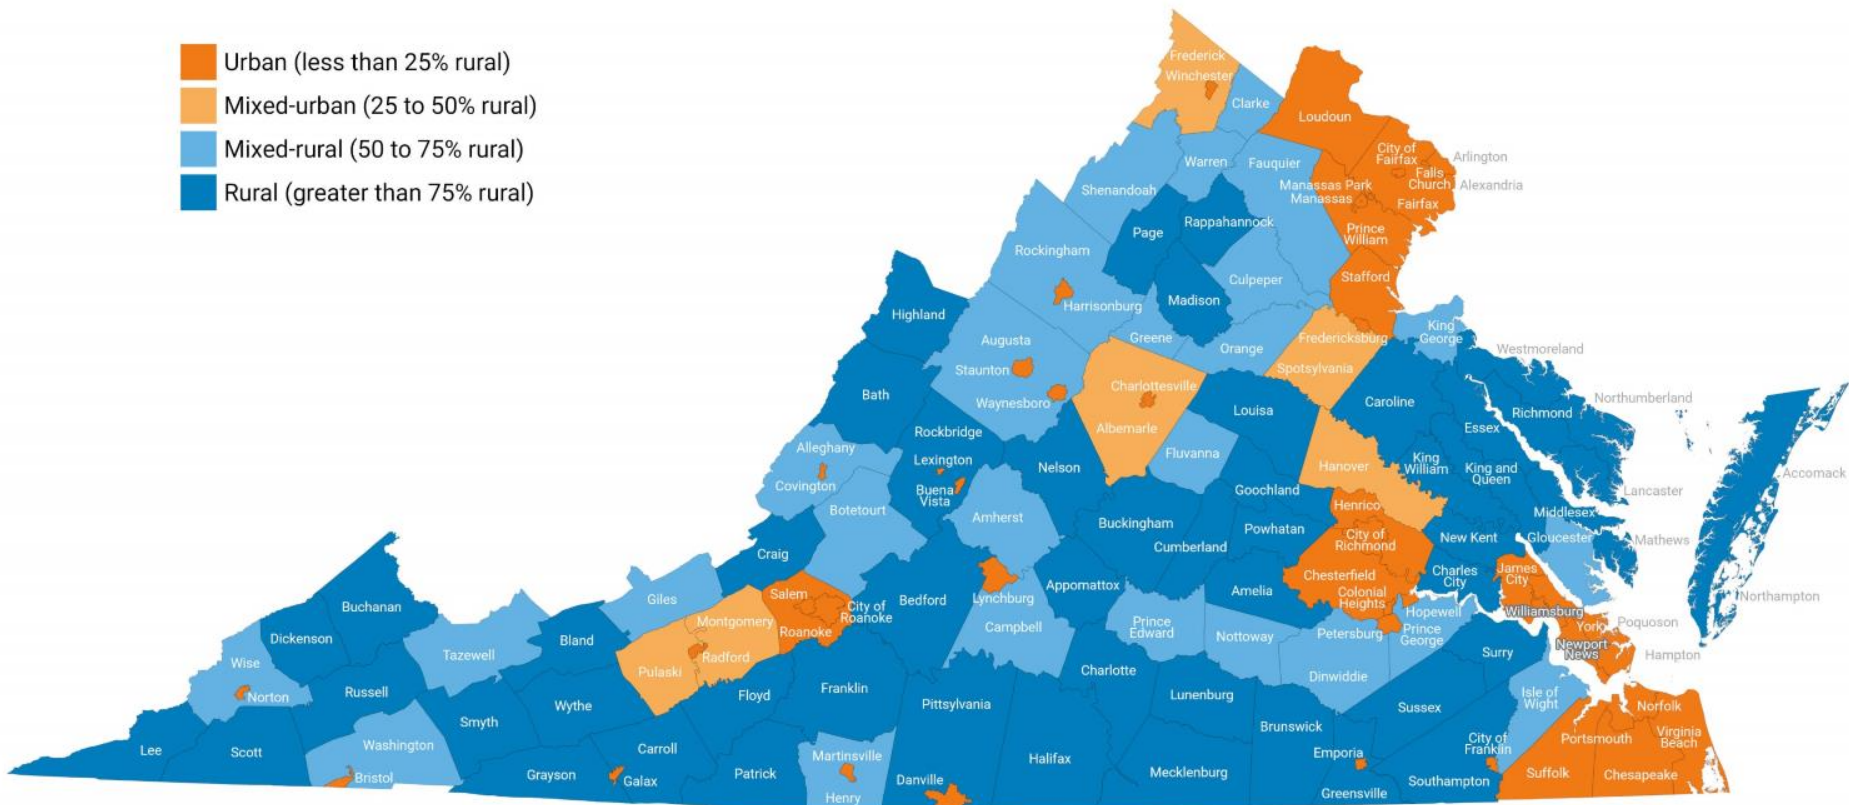 Urban (less than 25% rural)
Mixed-urban (25 to 50% rural)
Mixed-rural (50 to 75% rural)
Rural (greater than 75% rural)
Frederick
Winchester
Clarke
Loudoun
City of
Fairfax
Arlington
Falls
Church
Alexandria
Fairfax
Warren
Fauquier
Manassas Park
Manassas
Shenandoah
Prince
William
Page
Rappahannock
Rockingham
Stafford
Culpeper
Harrisonburg
Madison
Highland
Greene
Orange
Fredericksburg
King
George
Westmoreland
Augusta
Staunton
Spotsylvania
Waynesboro
Charlottesville
Bath
Louisa
Caroline
Northumberland
Richmond
Albemarle
Essex
Rockbridge
Alleghany
Lexington
Fluvanna
Nelson
Hanover
King
William
King and
Queen
Accomack
Covington
Buena
Vista
Goochland
Lancaster
Botetourt
Henrico
Middlesex
Amherst
Buckingham
Powhatan
City of
Richmond
New Kent
Gloucester
Mathews
Cumberland
Craig
Charles
City
James
City
Chesterfield
Appomattox
Amelia
Colonial
Heights
Northampton
Giles
Salem
City of
Roanoke
Bedford
Lynchburg
Buchanan
Hopewell
Williamsburg
Montgomery
Roanoke
Campbell
Prince
Edward
Nottoway
Petersburg
Prince
George
York
Poquoson
Dickenson
Bland
Tazewell
Radford
Newport
News
Hampton
Wise
Pulaski
Charlotte
Surry
Norton
Russell
Floyd
Franklin
Dinwiddie
Lunenburg
Isle of
Wight
Wythe
Pittsylvania
Sussex
Norfolk
Smyth
Brunswick
Virginia
Beach
Portsmouth
City of
Franklin
Lee
Scott
Washington
Carroll
Martinsville
Halifax
Emporia
Bristol
Grayson
Galax
Patrick
Danville
Mecklenburg
Southampton
Suffolk
Chesapeake
Henry
Greensville